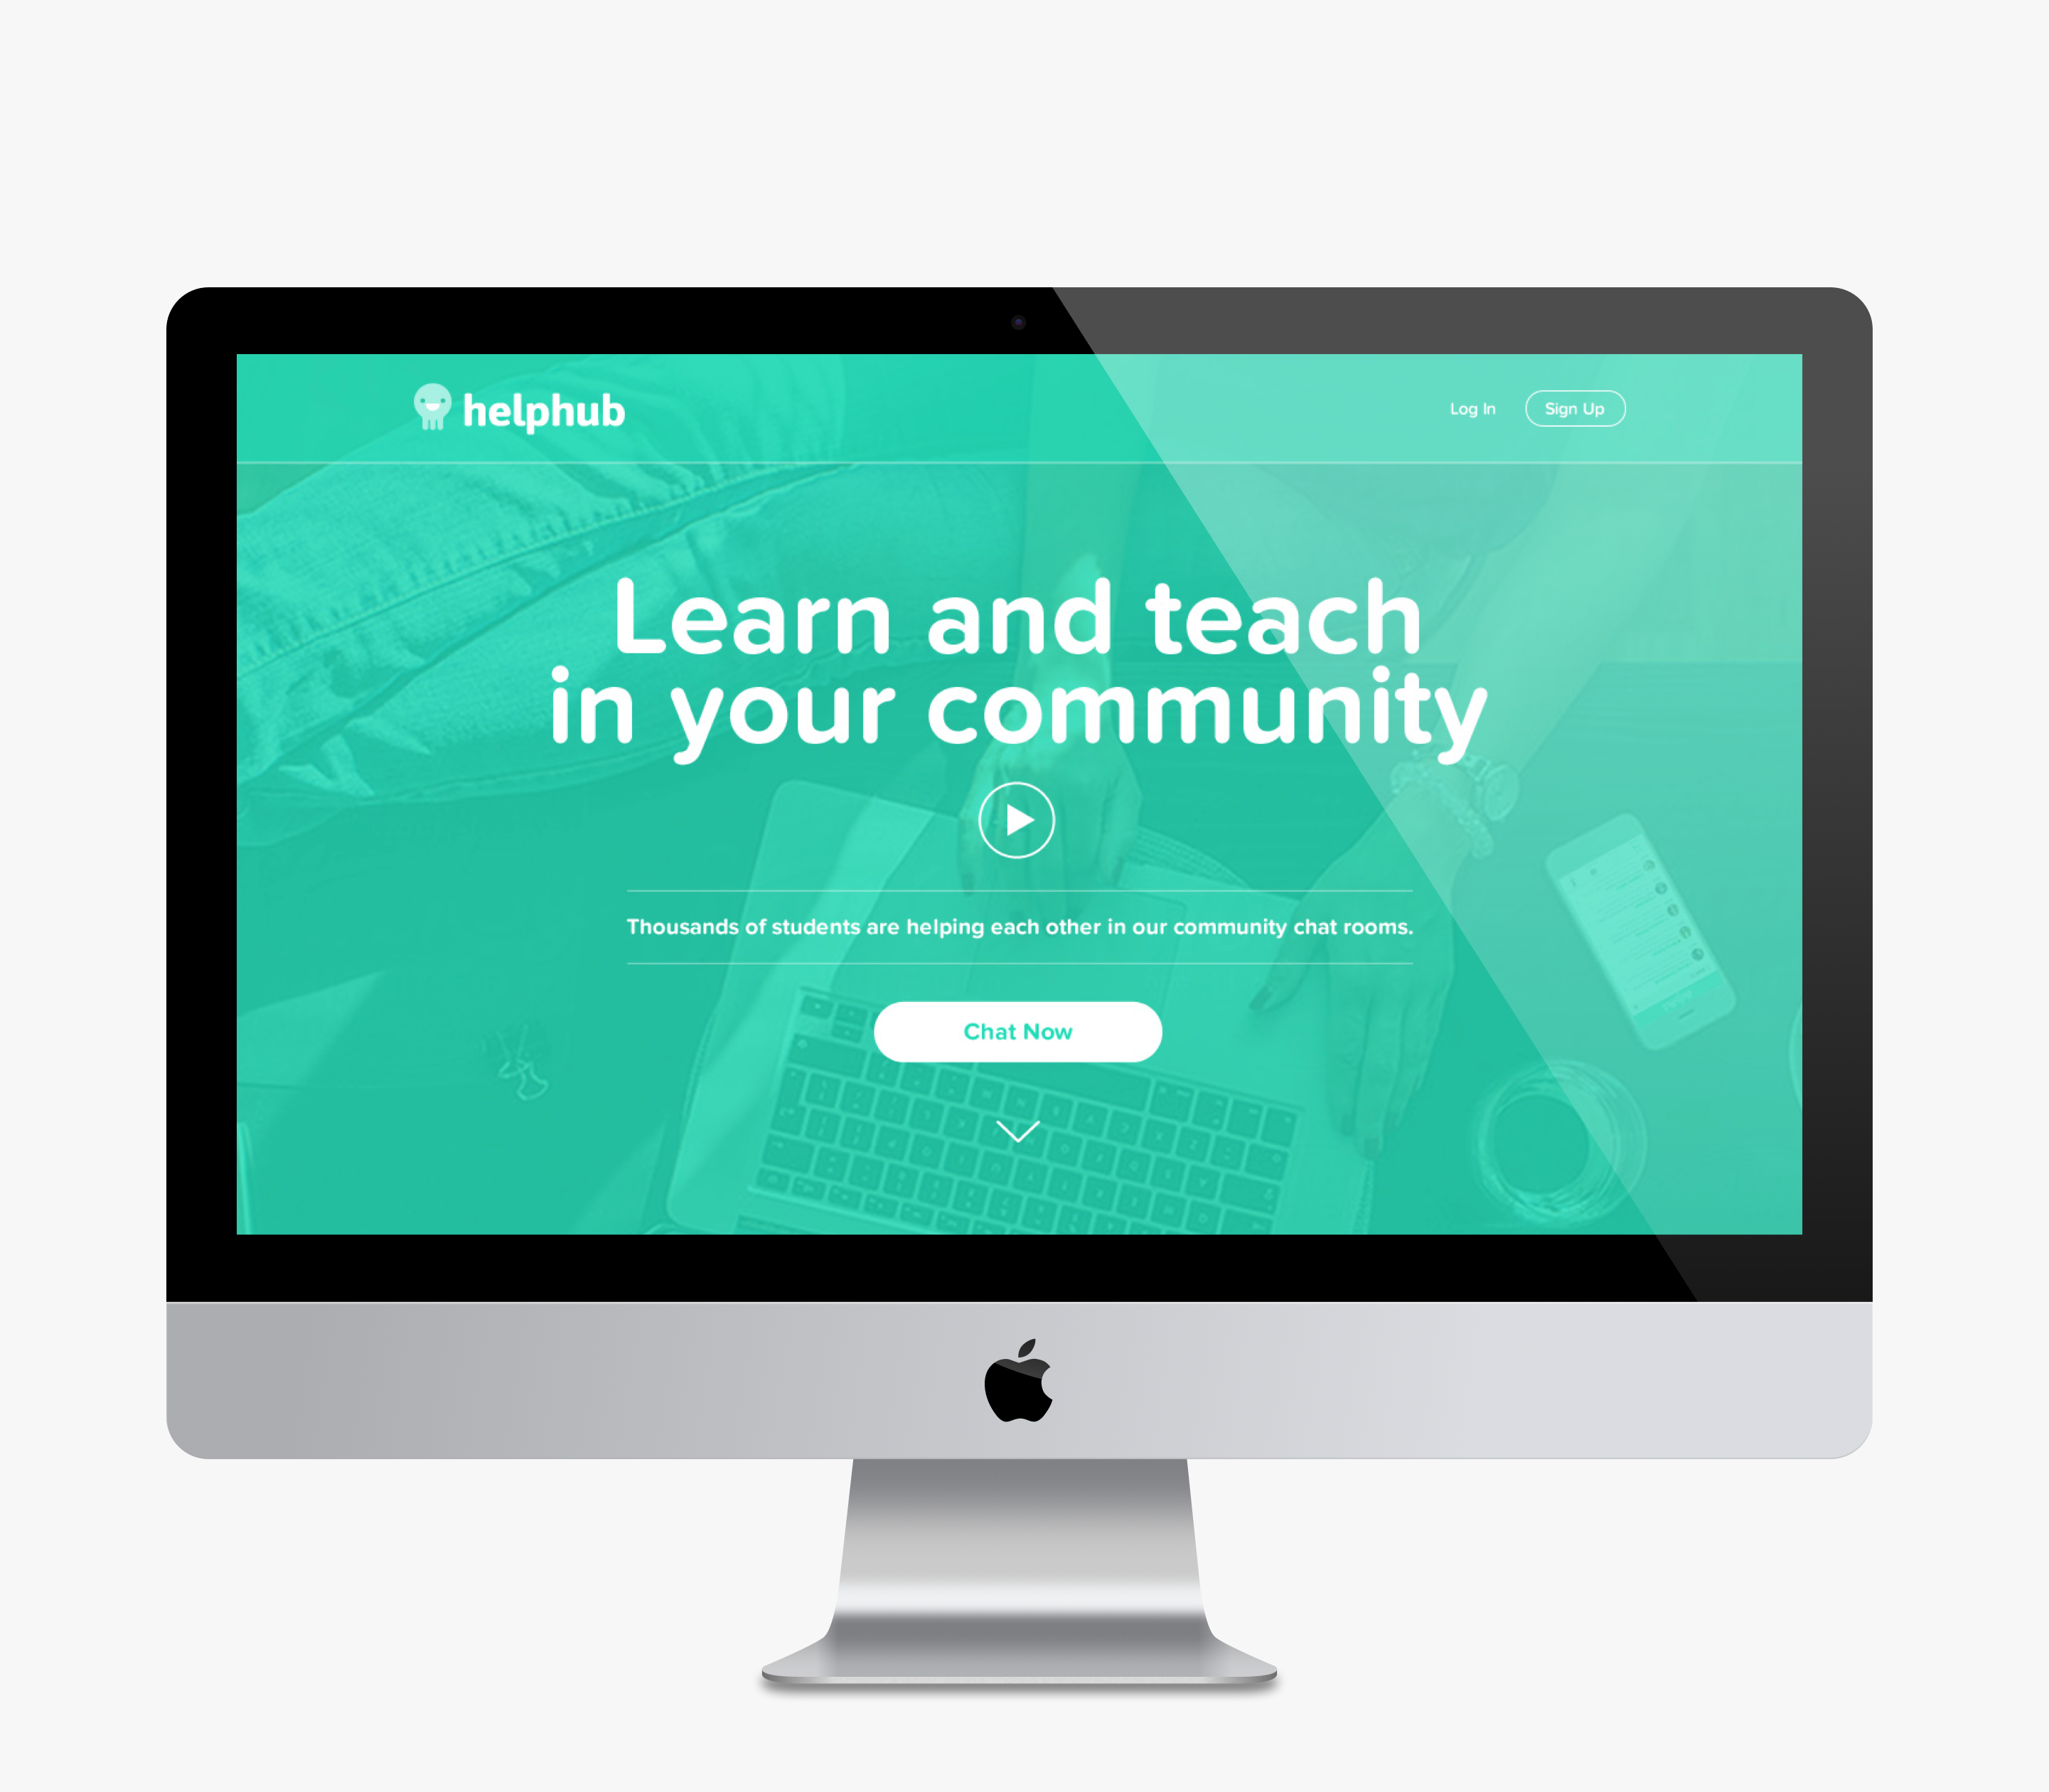 helphub
Log In
Sign Up
Learn and teach
in your community
Thousands of students are helping each other in our community chat rooms.
Chat Now